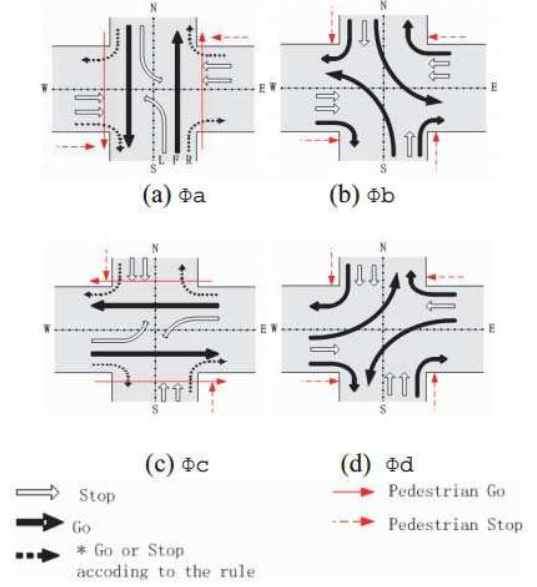 N
N
W
E
W
E
L F R
S
S
(a) Φa
(b) Φb
N
N
W
E
W
E
S
S
(c) Φc
(d) Φd
Stop
Go
* Go or Stop
accoding to the rule
Pedestrian Go
Pedestrian Stop